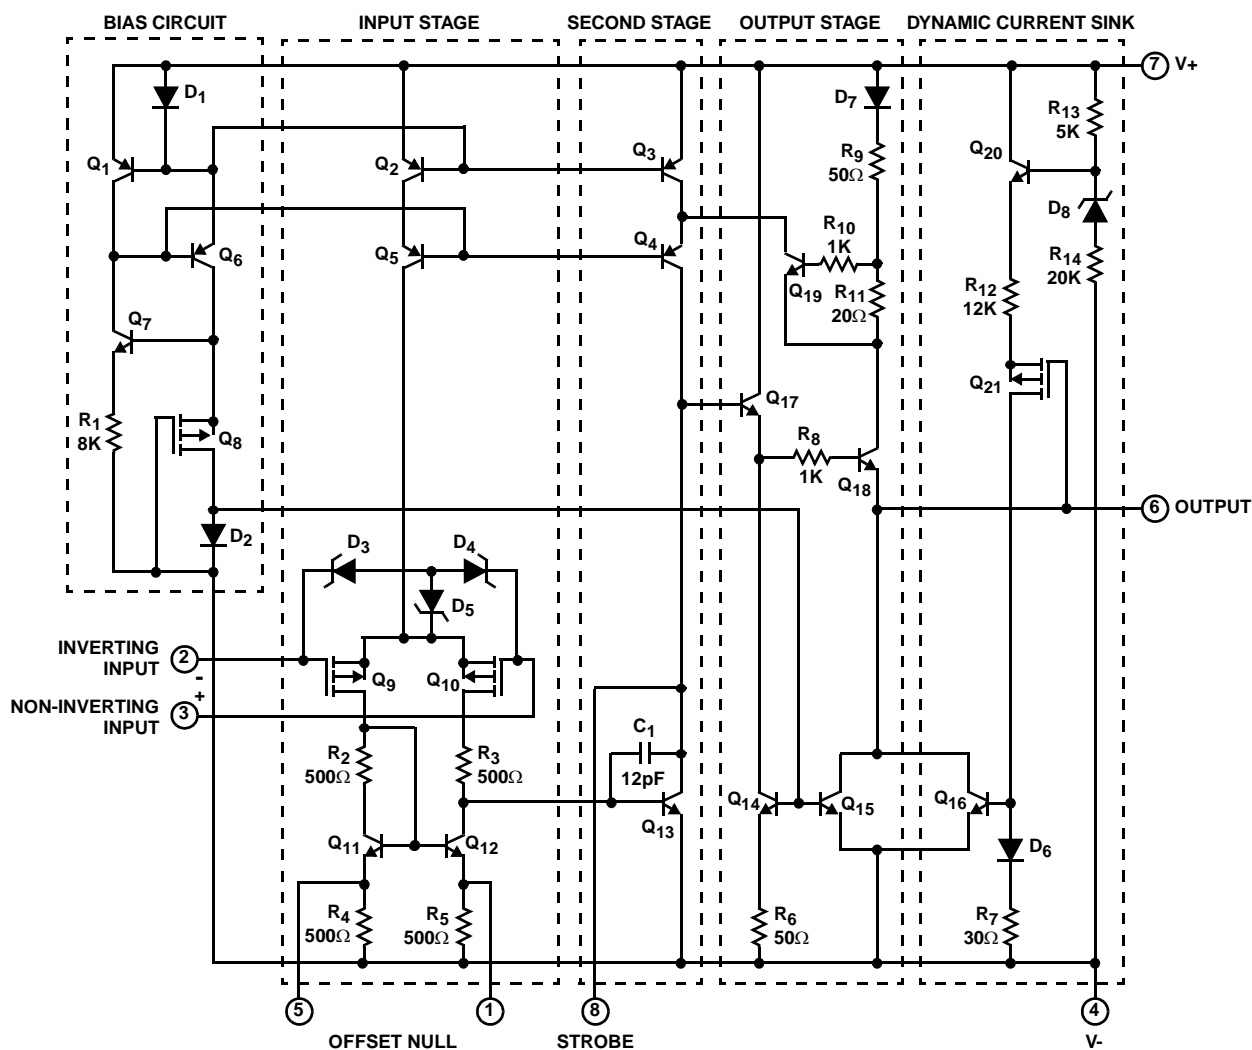 BIAS CIRCUIT
INPUT STAGE
SECOND STAGE
OUTPUT STAGE
DYNAMIC CURRENT SINK
7
V+
D1
D7
R13
5K
Q1
Q2
Q3
R9
50Ω
Q20
Q6
Q5
Q4
R10
1K
D8
Q19
R11
20Ω
R14
20K
R12
12K
Q7
Q21
Q17
R1
8K
Q8
R8
1K
Q18
6
OUTPUT
D2
D3
D4
D5
INVERTING
INPUT
2
-
Q9
Q10
+
NON-INVERTING
INPUT
3
R2
500Ω
R3
500Ω
C1
12pF
Q13
Q14
Q15
Q16
Q11
Q12
D6
R4
500Ω
R5
500Ω
R6
50Ω
R7
30Ω
5
1
8
4
OFFSET NULL
STROBE
V-